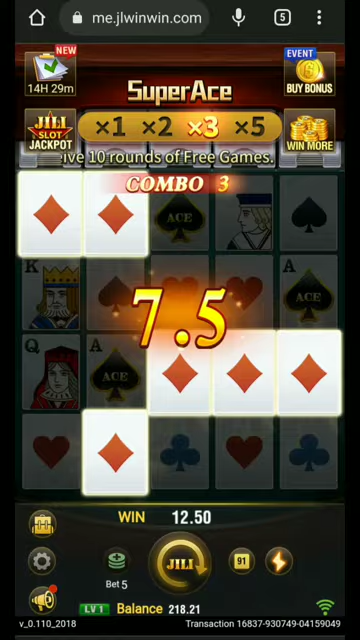 me.jlwinwin.com
5
NEW
14H 29m
SuperAce
EVENT
BUY BONUS
JILI
SLOT
JACKPOT
×1 ×2 ×3 ×5
WIN MORE
ive 10 rounds of Free Games.
COMBO 3
ACE
K
A
ACE
7.5
Q
A
ACE
WIN 12.50
JILI
91
Bet 5
LV 1
Balance 218.21
v_0.110_2018
Transaction 16837-930749-04159049